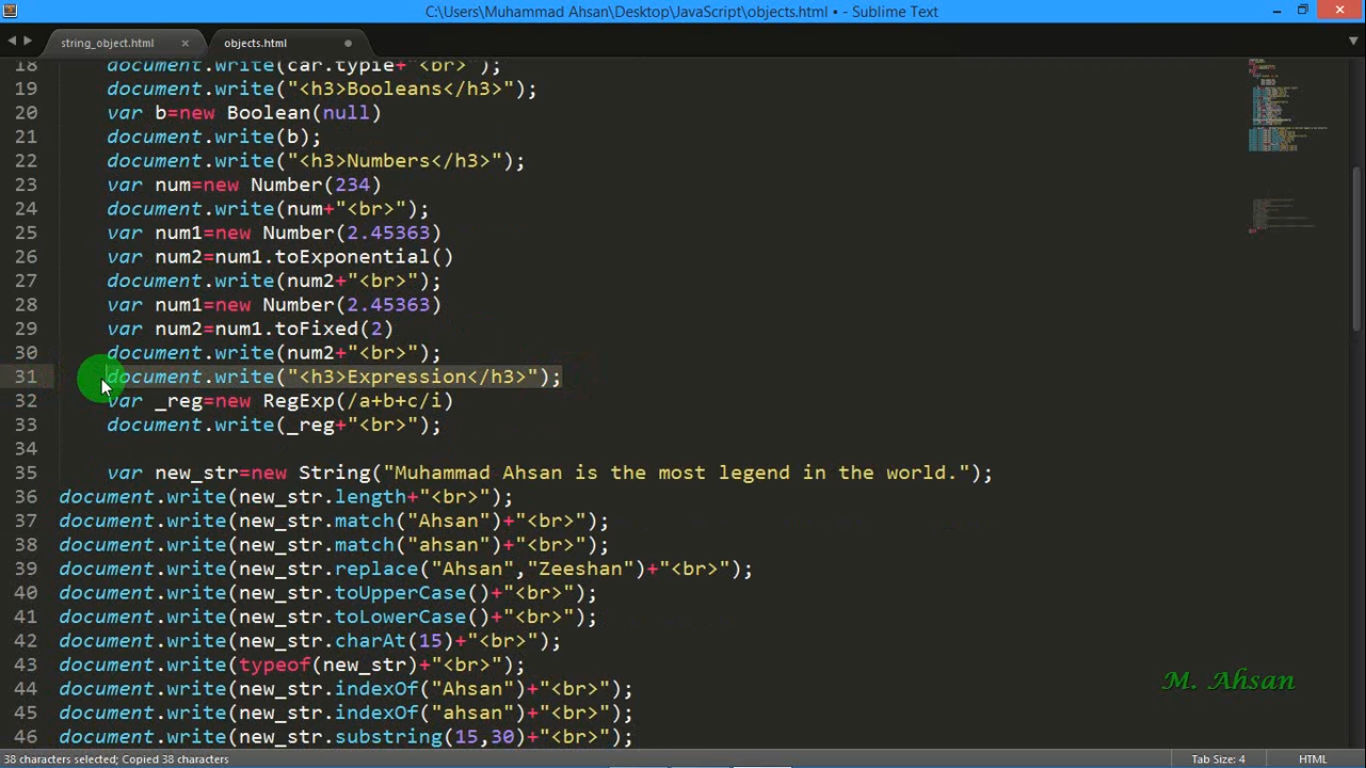 C:\Users\Muhammad Ahsan\Desktop\JavaScript\objects.html • - Sublime Text
string_object.html × objects.html
18 document.write(car.typie+"<br>");
19 document.write("<h3>Booleans</h3>");
20 var b=new Boolean(null)
21 document.write(b);
22 document.write("<h3>Numbers</h3>");
23 var num=new Number(234)
24 document.write(num+"<br>");
25 var num1=new Number(2.45363)
26 var num2=num1.toExponential()
27 document.write(num2+"<br>");
28 var num1=new Number(2.45363)
29 var num2=num1.toFixed(2)
30 document.write(num2+"<br>");
31 document.write("<h3>Expression</h3>");
32 var _reg=new RegExp(/a+b+c/i)
33 document.write(_reg+"<br>");
34
35 var new_str=new String("Muhammad Ahsan is the most legend in the world.");
36 document.write(new_str.length+"<br>");
37 document.write(new_str.match("Ahsan")+"<br>");
38 document.write(new_str.match("ahsan")+"<br>");
39 document.write(new_str.replace("Ahsan","Zeeshan")+"<br>");
40 document.write(new_str.toUpperCase()+"<br>");
41 document.write(new_str.toLowerCase()+"<br>");
42 document.write(new_str.charAt(15)+"<br>");
43 document.write(typeof(new_str)+"<br>");
44 document.write(new_str.indexOf("Ahsan")+"<br>");
45 document.write(new_str.indexOf("ahsan")+"<br>");
46 document.write(new_str.substring(15,30)+"<br>");
M. Ahsan
38 characters selected; Copied 38 characters Tab Size: 4 HTML